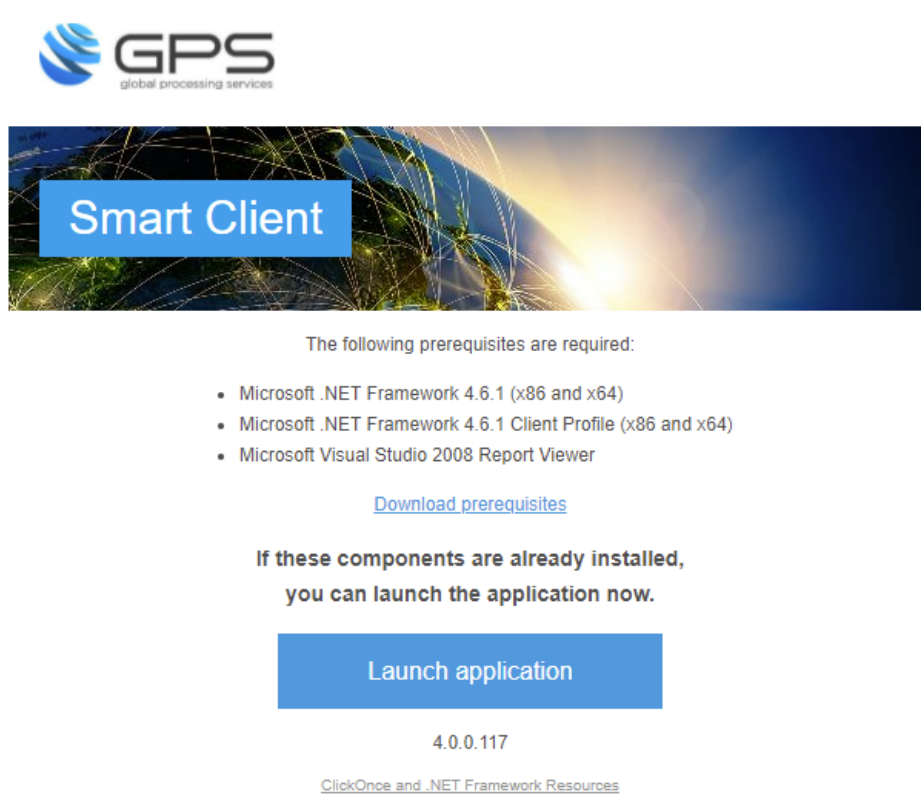 GPS
global processing services
Smart Client
The following prerequisites are required:
• Microsoft .NET Framework 4.6.1 (x86 and x64)
• Microsoft .NET Framework 4.6.1 Client Profile (x86 and x64)
• Microsoft Visual Studio 2008 Report Viewer
Download prerequisites
If these components are already installed,
you can launch the application now.
Launch application
4.0.0.117
ClickOnce and .NET Framework Resources